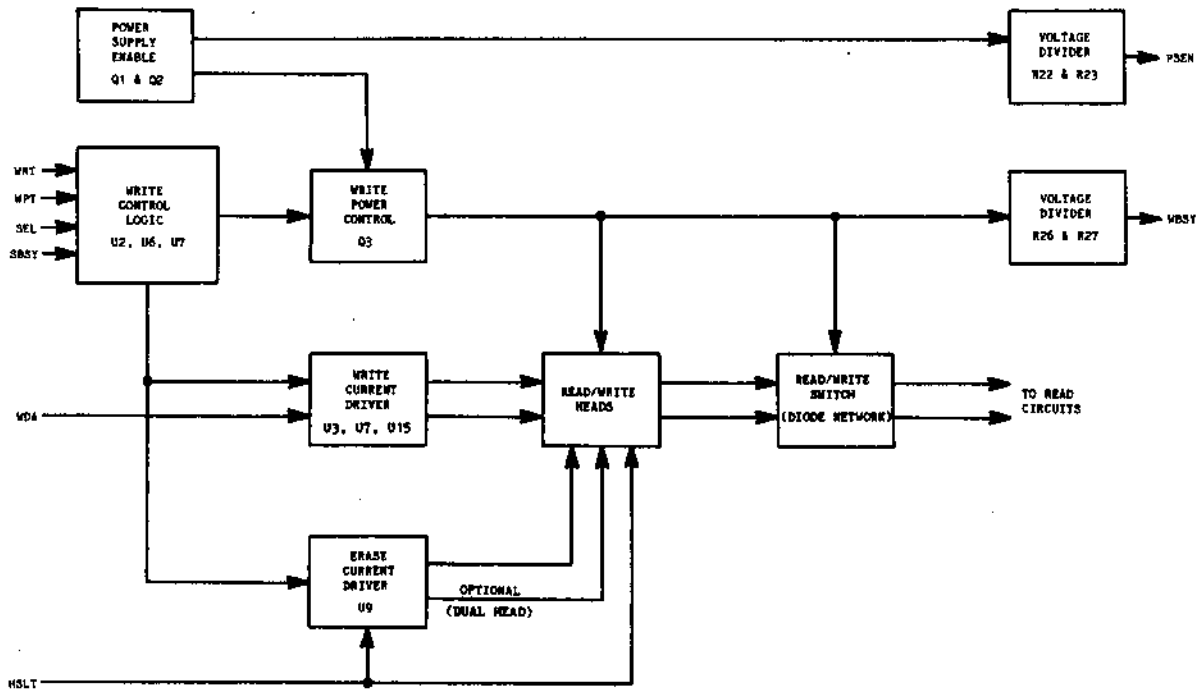 POWER
SUPPLY
ENABLE
Q1 & Q2
VOLTAGE
DIVIDER
R22 & R23
PSEN
WRT
WPT
SEL
SBSY
WRITE
CONTROL
LOGIC
U2, U6, U7
WRITE
POWER
CONTROL
Q3
VOLTAGE
DIVIDER
R26 & R27
WBSY
WDA
WRITE
CURRENT
DRIVER
U3, U7, U15
READ/WRITE
HEADS
READ/WRITE
SWITCH
(DIODE NETWORK)
TO READ
CIRCUITS
ERASE
CURRENT
DRIVER
U9
OPTIONAL
(DUAL HEAD)
HSLT